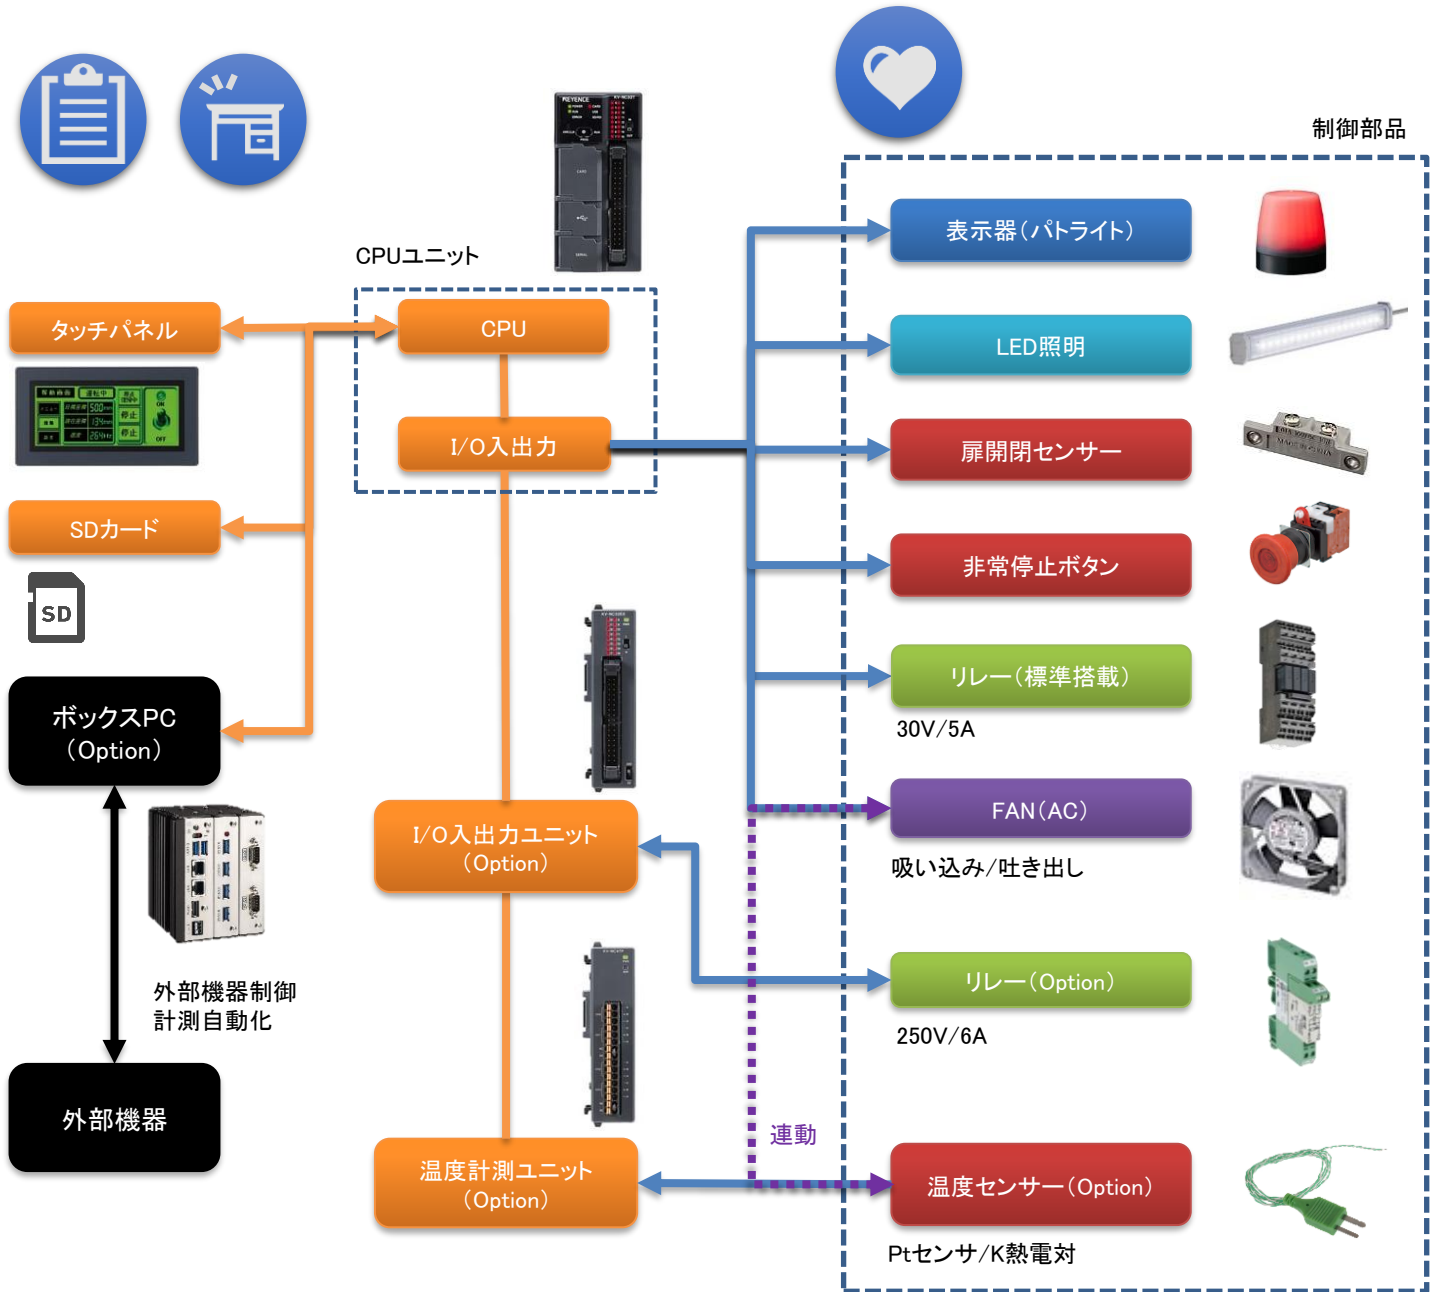 制御部品
KEYENCE
CPUユニット
表示器(パトライト)
タッチパネル
CPU
LED照明
停止
停止
ON
OFF
I/O入出力
扉開閉センサー
SDカード
非常停止ボタン
SD
リレー(標準搭載)
30V/5A
ボックスPC
(Option)
FAN(AC)
吸い込み/吐き出し
I/O入出力ユニット
(Option)
リレー(Option)
250V/6A
外部機器制御
計測自動化
外部機器
連動
温度計測ユニット
(Option)
温度センサー(Option)
Ptセンサ/K熱電対